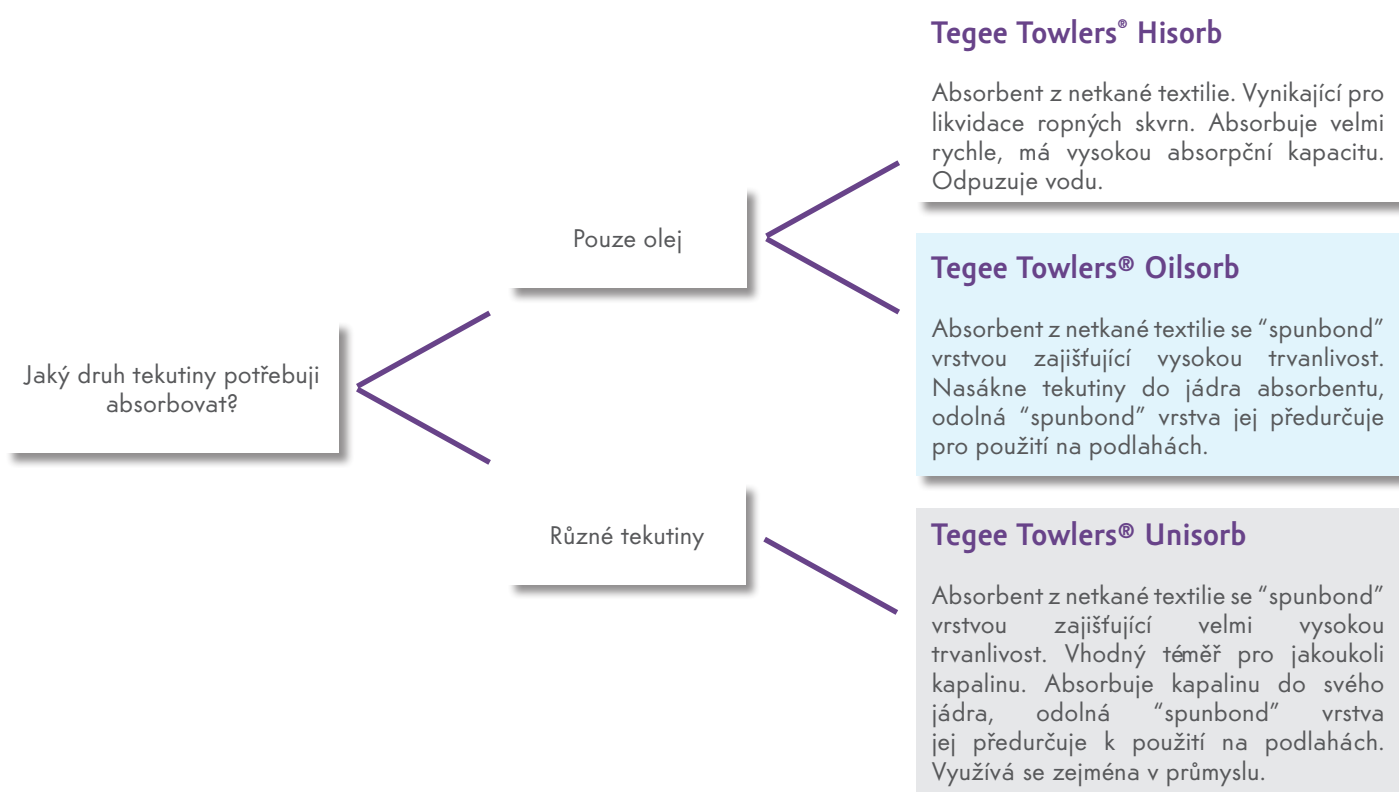 Jaký druh tekutiny potřebuji
absorbovat?
Pouze olej
Různé tekutiny
Tegee Towlers® Hisorb
Absorbent z netkané textilie. Vynikající pro
likvidace ropných skvrn. Absorbuje velmi
rychle, má vysokou absorpční kapacitu.
Odpuzuje vodu.
Tegee Towlers® Oilsorb
Absorbent z netkané textilie se “spunbond”
vrstvou zajišťující vysokou trvanlivost.
Nasákne tekutiny do jádra absorbentu,
odolná “spunbond” vrstva jej předurčuje
pro použití na podlahách.
Tegee Towlers® Unisorb
Absorbent z netkané textilie se “spunbond”
vrstvou zajišťující velmi vysokou
trvanlivost. Vhodný téměř pro jakoukoli
kapalinu. Absorbuje kapalinu do svého
jádra, odolná “spunbond” vrstva
jej předurčuje k použití na podlahách.
Využívá se zejména v průmyslu.